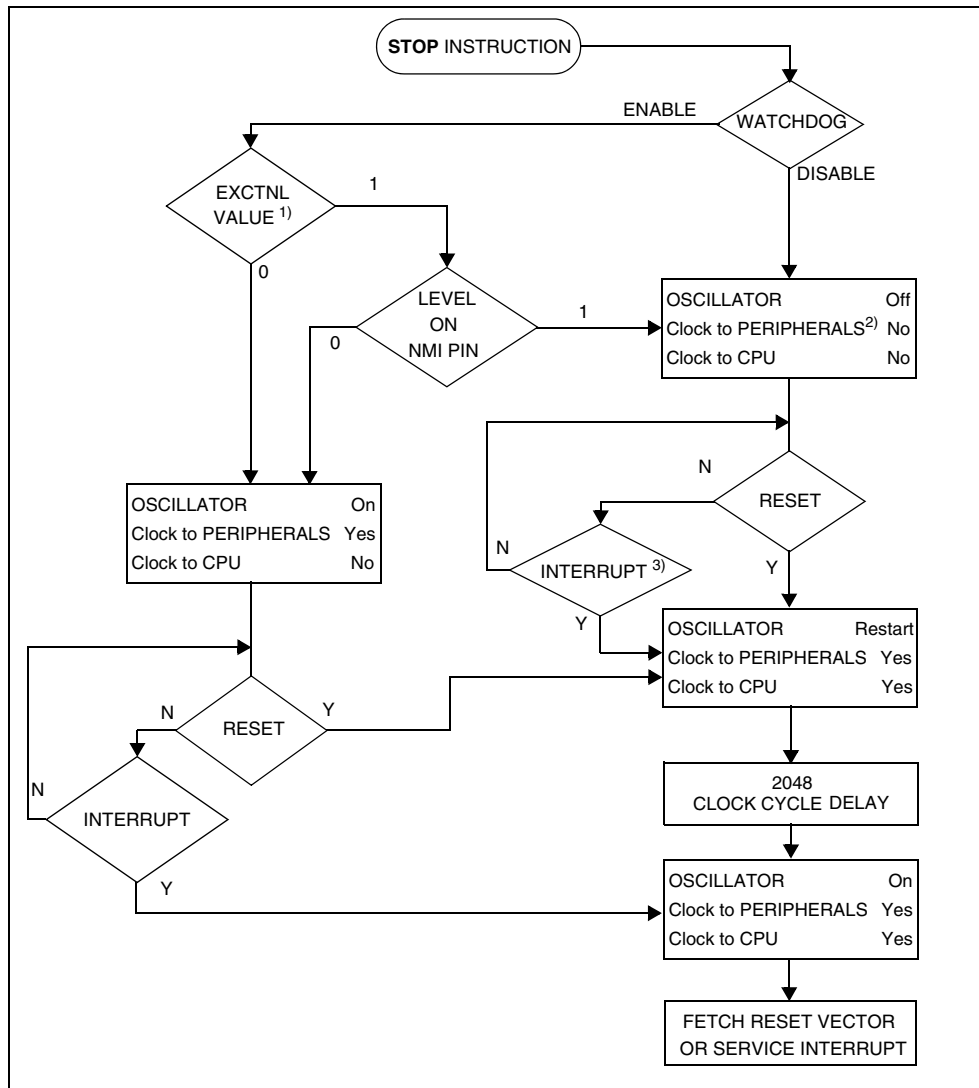 STOP INSTRUCTION
ENABLE
WATCHDOG
DISABLE
EXCTNL
VALUE 1)
1
0
LEVEL
ON
NMI PIN
1
0
OSCILLATOR Off
Clock to PERIPHERALS2) No
Clock to CPU No
N
RESET
Y
N
INTERRUPT 3)
Y
OSCILLATOR On
Clock to PERIPHERALS Yes
Clock to CPU No
OSCILLATOR Restart
Clock to PERIPHERALS Yes
Clock to CPU Yes
N
RESET
Y
N
INTERRUPT
Y
2048
CLOCK CYCLE DELAY
OSCILLATOR On
Clock to PERIPHERALS Yes
Clock to CPU Yes
FETCH RESET VECTOR
OR SERVICE INTERRUPT